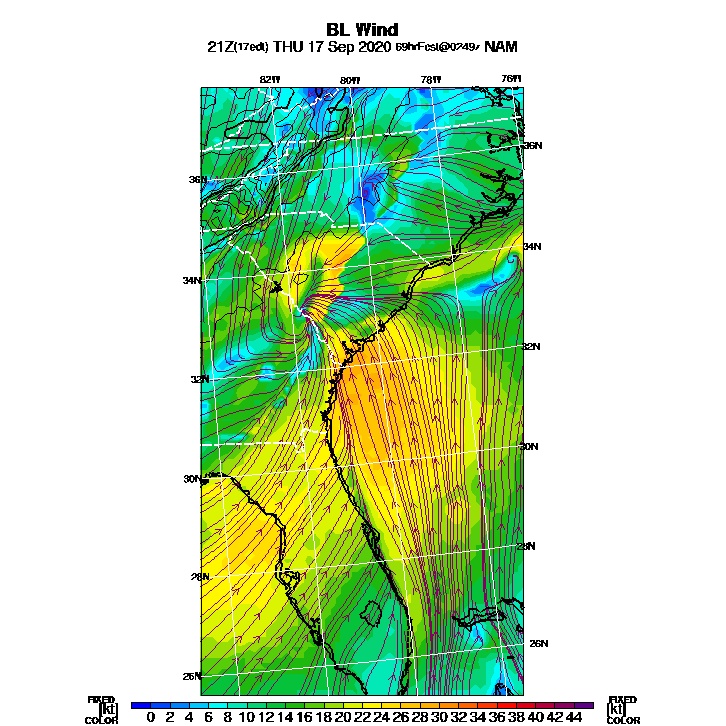 BL Wind
21Z(17edt) THU 17 Sep 2020 69hrFcst@0249z NAM
82W 80W 78W 76W
36N
36N
34N
34N
32N
32N
30N
30N
28N
28N
26N
26N
FIXED FIXED
[kt] [kt]
0 2 4 6 8 10 12 14 16 18 20 22 24 26 28 30 32 34 36 38 40 42 44
COLOR COLOR